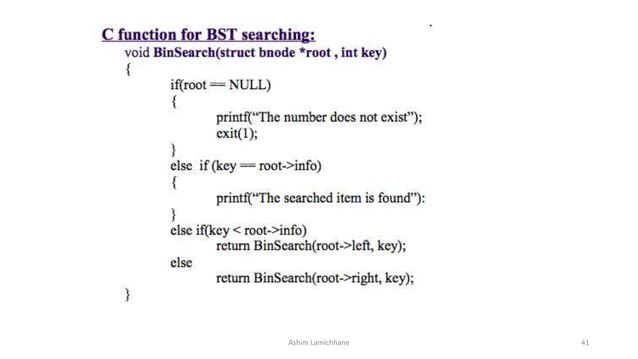 C function for BST searching:
void BinSearch(struct bnode *root , int key)
{
if(root == NULL)
{
printf(“The number does not exist”);
exit(1);
}
else if (key == root->info)
{
printf(“The searched item is found”):
}
else if(key < root->info)
return BinSearch(root->left, key);
else
return BinSearch(root->right, key);
}
Ashim Lamichhane
41